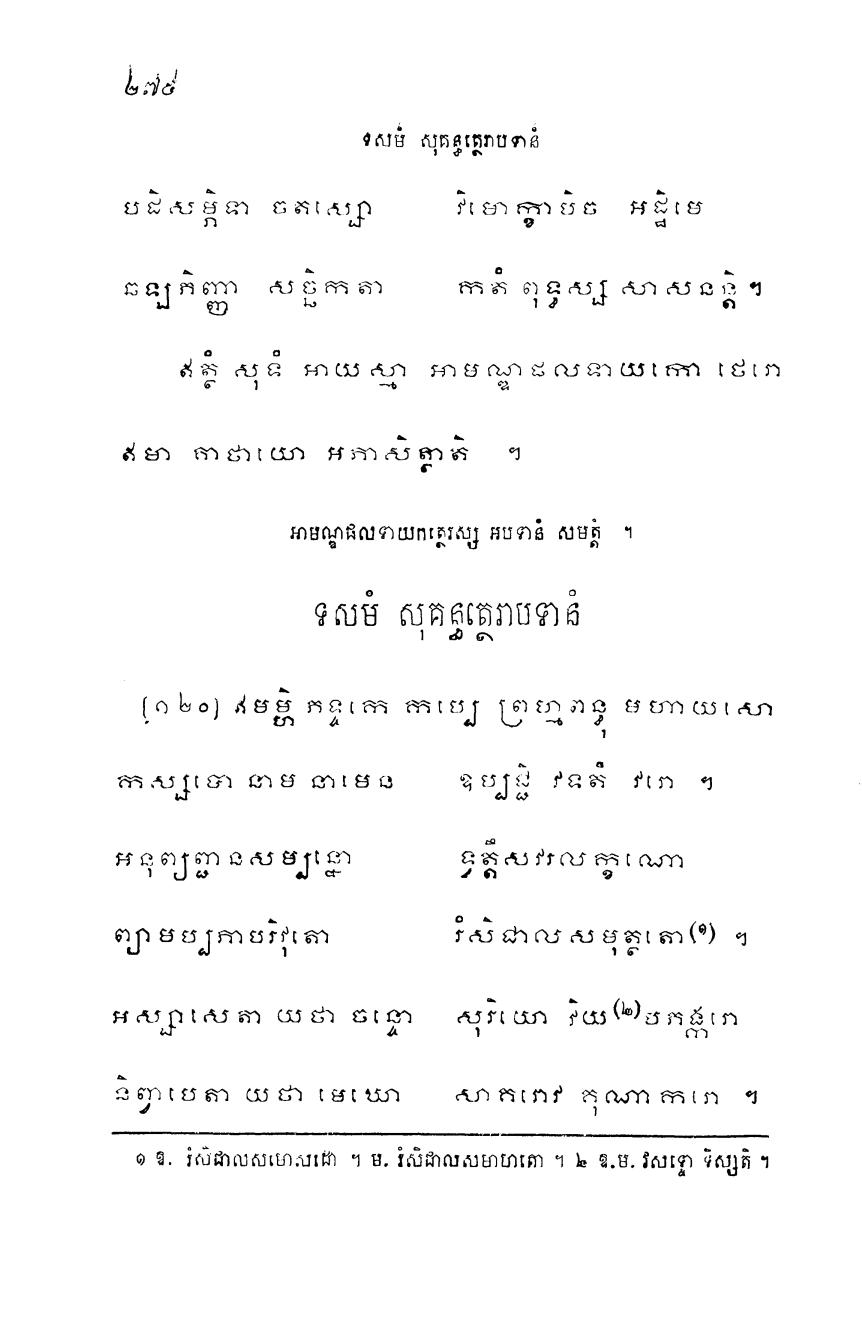 ២៧៥
ទសមំ សុគន្ធត្ថេរាបទានំ
បដិសម្ភិទា ចតស្សោ វិមោក្ខាបិច អដ្ឋិមេ
ឆឡភិញ្ញា សច្ឆិកតា កតំ ពុទ្ធស្ស សាសនន្តិ។
ឥត្ថំ សុទំ អាយស្មា អាមណ្ឌផលទាយកោ ថេរោ
ឥមា គាថាយោ អភាសិត្ថាតិ ។
អាមណ្ឌផលទាយកត្ថេរស្ស អបទានំ សមត្តំ ។
ទសមំ សុគន្ធត្ថេរាបទានំ
[១២០] ឥមម្ហិ ភទ្ទកេ កប្បេ ព្រហ្មពន្ធុ មហាយសោ
កស្សបោ នាម នាមេន ឧប្បជ្ជិ វទតំ វរោ ។
អនុព្យញ្ជនសម្បន្នោ ទ្វត្តឹសវរលក្ខណោ
ព្យាមប្បភាបរិវុតោ រំសិជាលសមុត្ថតោ(១) ។
អស្សាសេតា យថា ចន្ទោ សុរិយោ វិយ(២)បភង្ករោ
និព្វាបេតា យថា មេឃោ សាគរោវ គុណាករោ ។
១ ឱ. រំសិជាលសមោសដោ ។ ម. រំសិជាលសមាហតោ ។ ២ ឱ.ម. វសទ្ទោ ទិស្សតិ ។